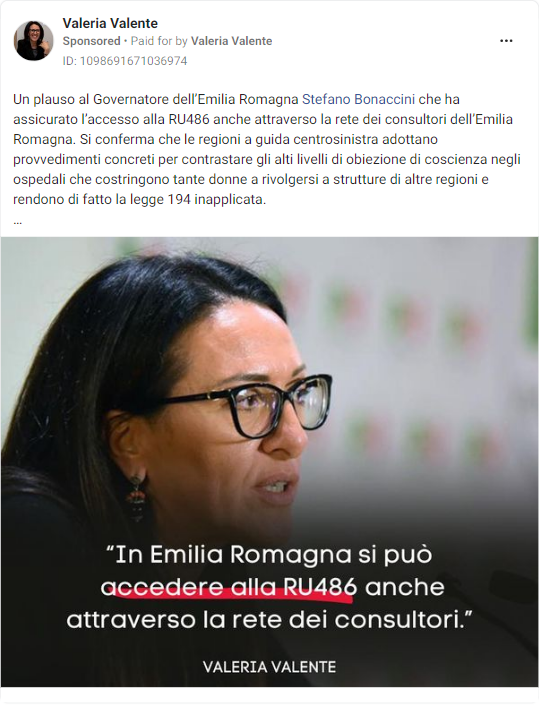 Valeria Valente
Sponsored • Paid for by Valeria Valente
ID: 1098691671036974
Un plauso al Governatore dell'Emilia Romagna Stefano Bonaccini che ha
assicurato l'accesso alla RU486 anche attraverso la rete dei consultori dell'Emilia
Romagna. Si conferma che le regioni a guida centrosinistra adottano
provvedimenti concreti per contrastare gli alti livelli di obiezione di coscienza negli
ospedali che costringono tante donne a rivolgersi a strutture di altre regioni e
rendono di fatto la legge 194 inapplicata.
...
“In Emilia Romagna si può
accedere alla RU486 anche
attraverso la rete dei consultori.”
VALERIA VALENTE